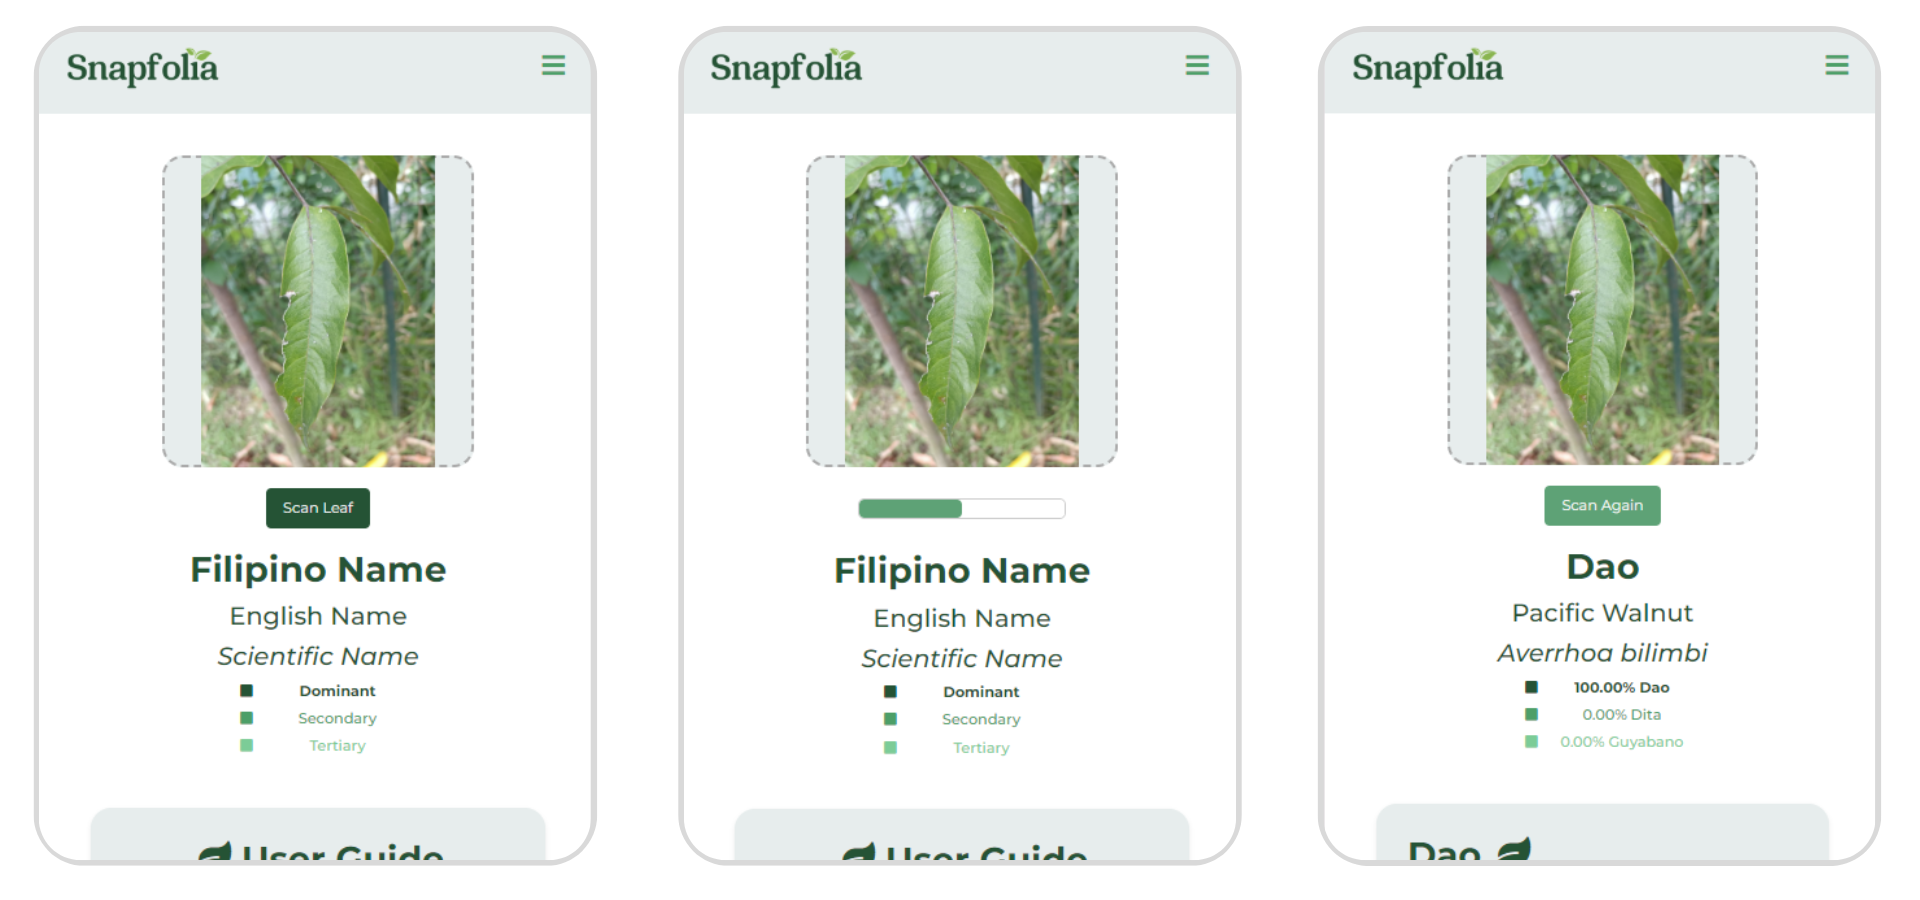 Snapfolia
Scan Leaf
Filipino Name
English Name
Scientific Name
Dominant
Secondary
Tertiary
User Guide
Snapfolia
Filipino Name
English Name
Scientific Name
Dominant
Secondary
Tertiary
User Guide
Snapfolia
Scan Again
Dao
Pacific Walnut
Averrhoa bilimbi
100.00% Dao
0.00% Dita
0.00% Guyabano
Dao